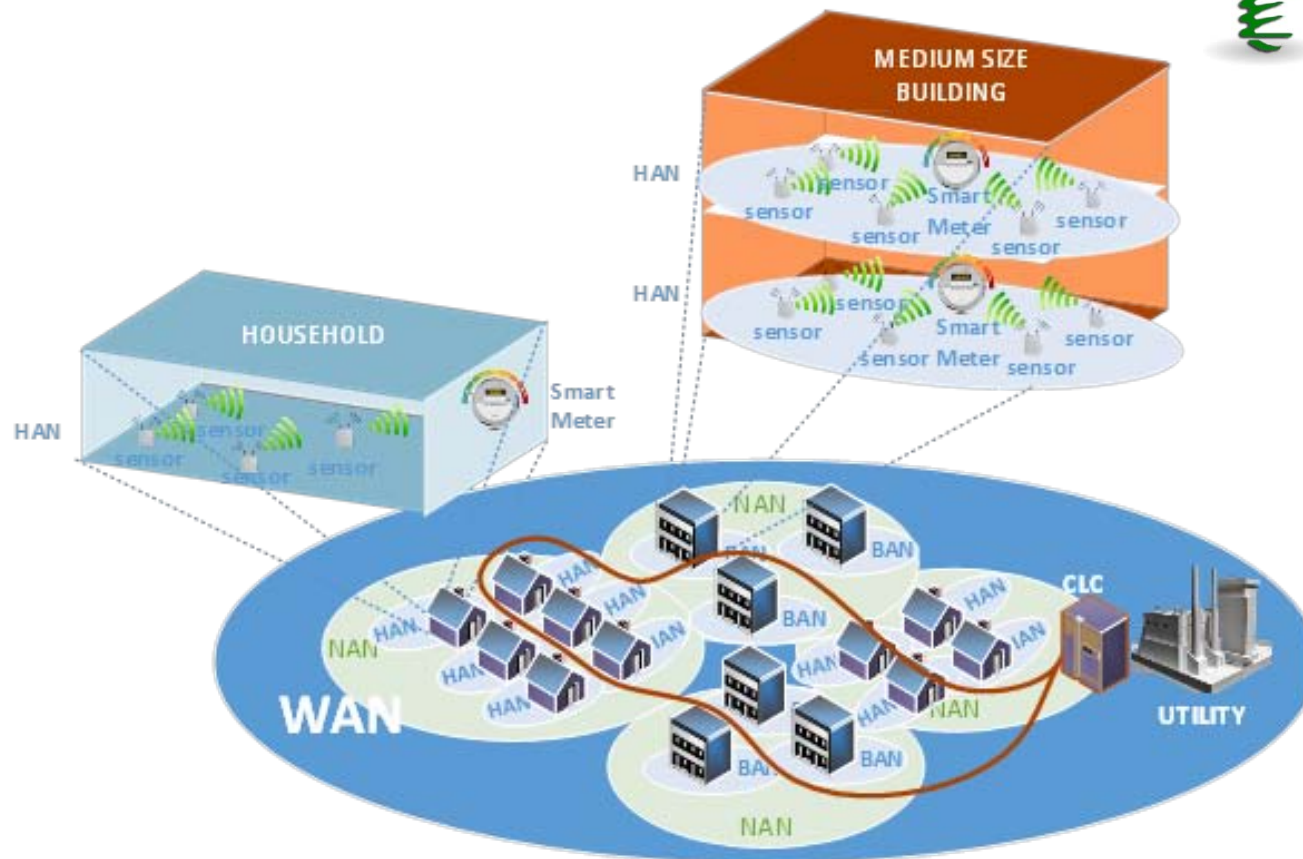 MEDIUM SIZE
BUILDING
HAN
sensor
sensor
Smart
Meter
sensor
sensor
sensor
HAN
sensor
sensor
Smart
Meter
sensor
sensor
sensor
HOUSEHOLD
Smart
Meter
HAN
sensor
sensor
sensor
sensor
NAN
BAN
BAN
HAN
HAN
CLC
HAN
BAN
HAN
NAN
HAN
HAN
HAN
HAN
NAN
WAN
UTILITY
BAN
BAN
NAN